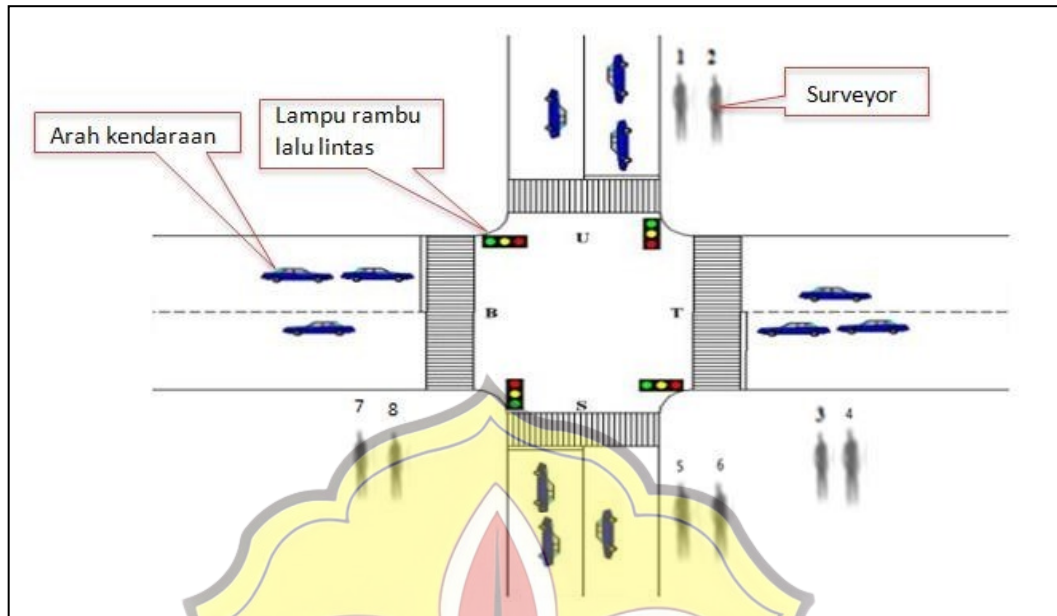 1 2
Surveyor
Lampu rambu
lalu lintas
Arah kendaraan
U
B
T
S
7 8
3 4
5 6